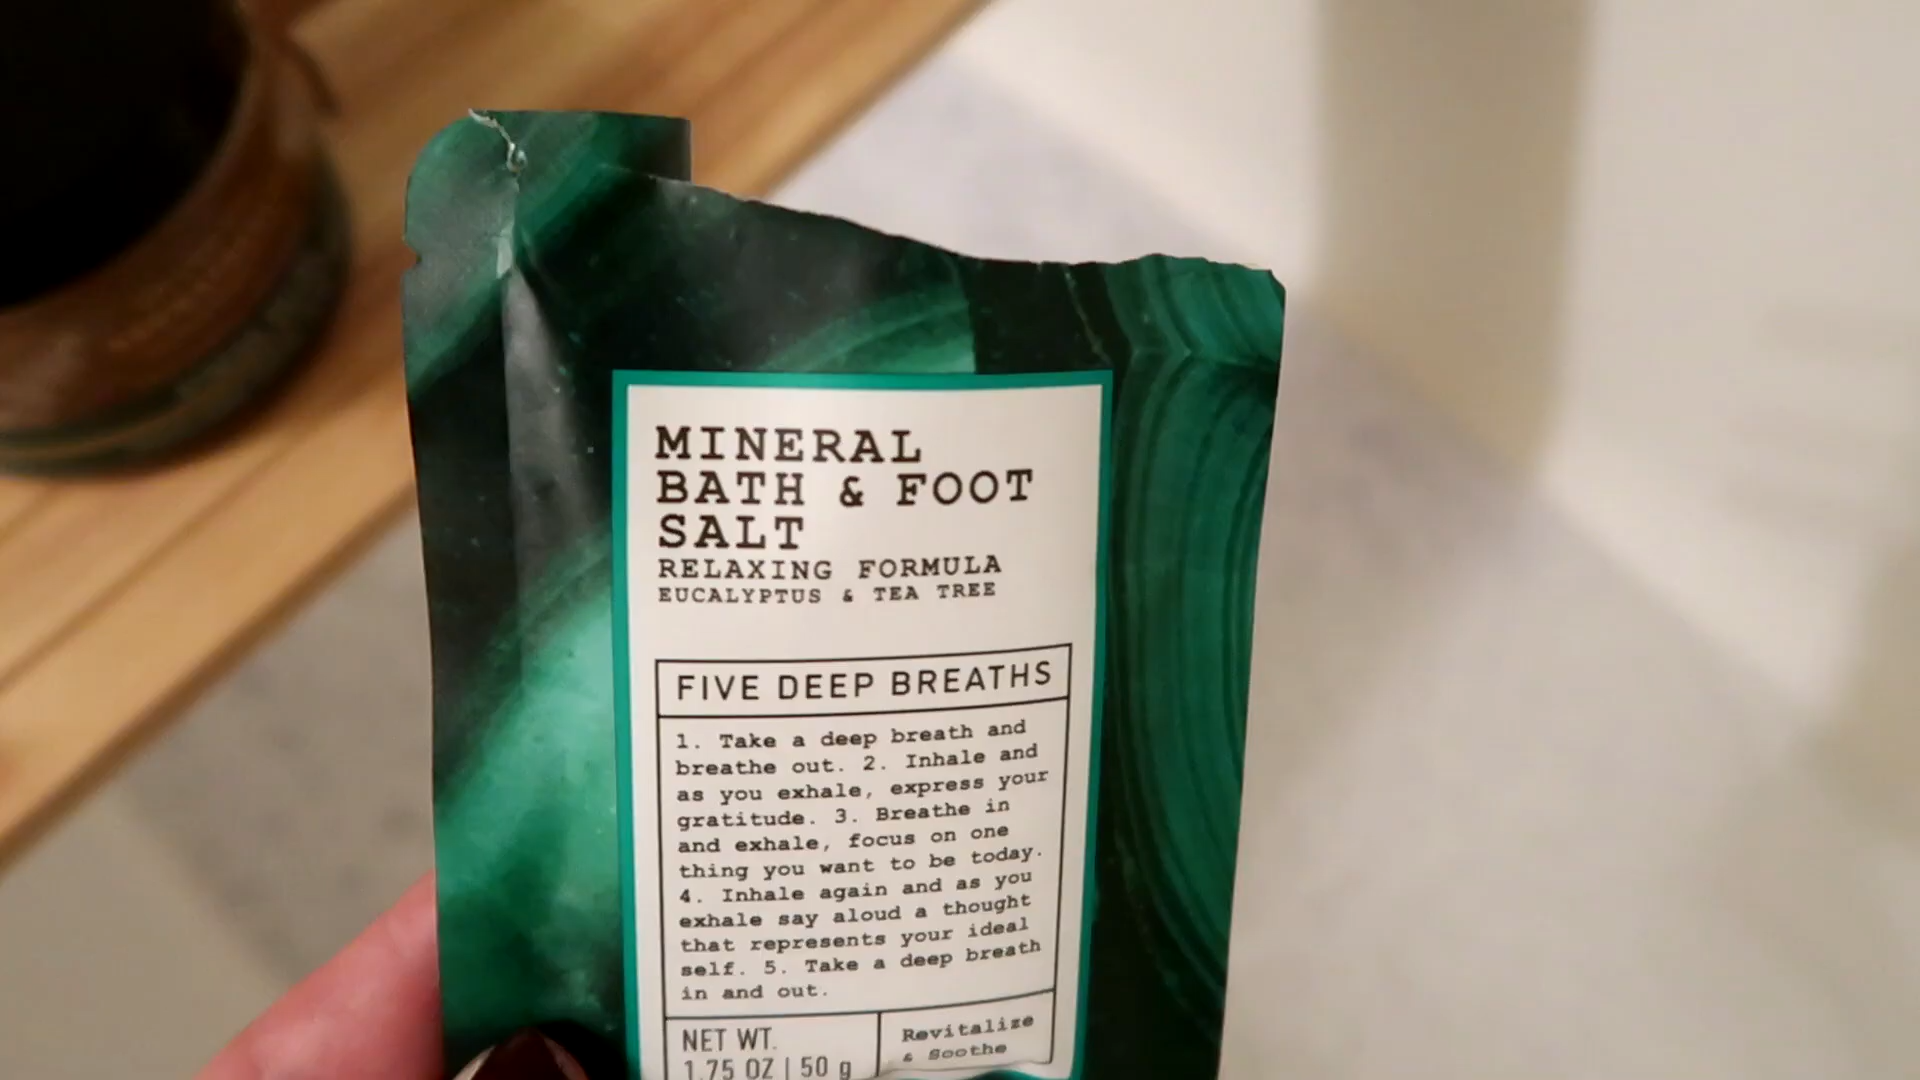 MINERAL
BATH & FOOT
SALT
RELAXING FORMULA
EUCALYPTUS & TEA TREE
FIVE DEEP BREATHS
1. Take a deep breath and
breathe out. 2. Inhale and
as you exhale, express your
gratitude. 3. Breathe in
and exhale, focus on one
thing you want to be today.
4. Inhale again and as you
exhale say aloud a thought
that represents your ideal
self. 5. Take a deep breath
in and out.
NET WT.
1.75 OZ | 50 g
Revitalize
& Soothe